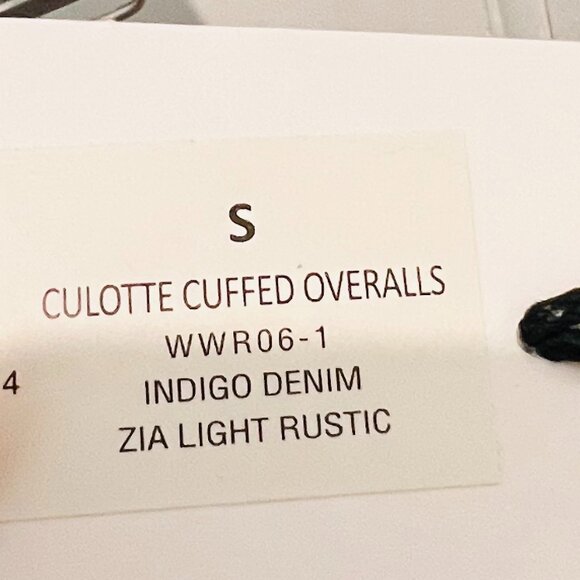 S
CULOTTE CUFFED OVERALLS
WWR06-1
4
INDIGO DENIM
ZIA LIGHT RUSTIC